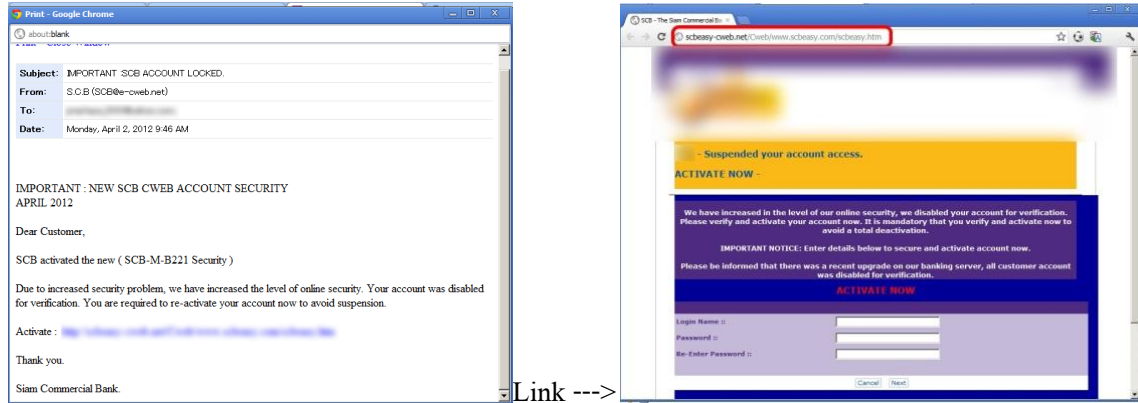 Print - Google Chrome
about:blank
Subject: IMPORTANT :SCB ACCOUNT LOCKED.
From: S.C.B (SCB@e-cweb.net)
To:
Date: Monday, April 2, 2012 9:46 AM
IMPORTANT : NEW SCB CWEB ACCOUNT SECURITY
APRIL 2012
Dear Customer,
SCB activated the new ( SCB-M-B221 Security )
Due to increased security problem, we have increased the level of online security. Your account was disabled
for verification. You are required to re-activate your account now to avoid suspension.
Activate :
Thank you.
Siam Commercial Bank.
Link --->
SCB - The Siam Commercial B
scbeasy-cweb.net/Cweb/www.scbeasy.com/scbeasy.htm
- Suspended your account access.
ACTIVATE NOW -
We have increased in the level of our online security, we disabled your account for verification.
Please verify and activate your account now. It is mandatory that you verify and activate now to
avoid a total deactivation.
IMPORTANT NOTICE: Enter details below to secure and activate account now.
Please be informed that there was a recent upgrade on our banking server, all customer account
was disabled for verification.
ACTIVATE NOW
Login Name ::
Password ::
Re-Enter Password ::
Cancel Next